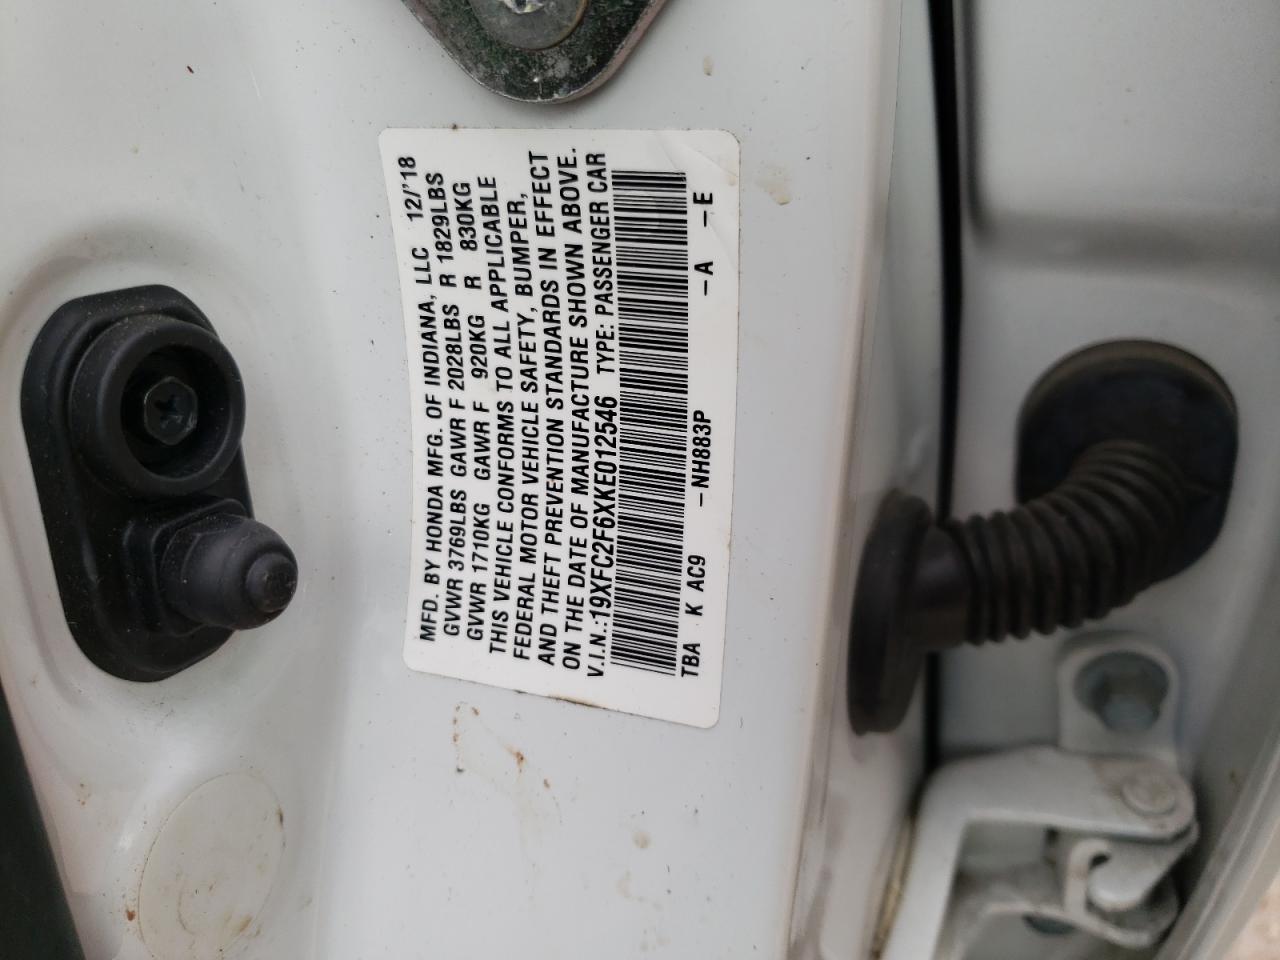 MFD. BY HONDA MFG. OF INDIANA, LLC 12/'18
GVWR 3769LBS GAWR F 2028LBS R 1829LBS
GVWR 1710KG GAWR F 920KG R 830KG
THIS VEHICLE CONFORMS TO ALL APPLICABLE
FEDERAL MOTOR VEHICLE SAFETY, BUMPER,
AND THEFT PREVENTION STANDARDS IN EFFECT
ON THE DATE OF MANUFACTURE SHOWN ABOVE.
V.I.N.:19XFC2F6XKE012546 TYPE: PASSENGER CAR
TBA K AC9 -NH883P -A -E